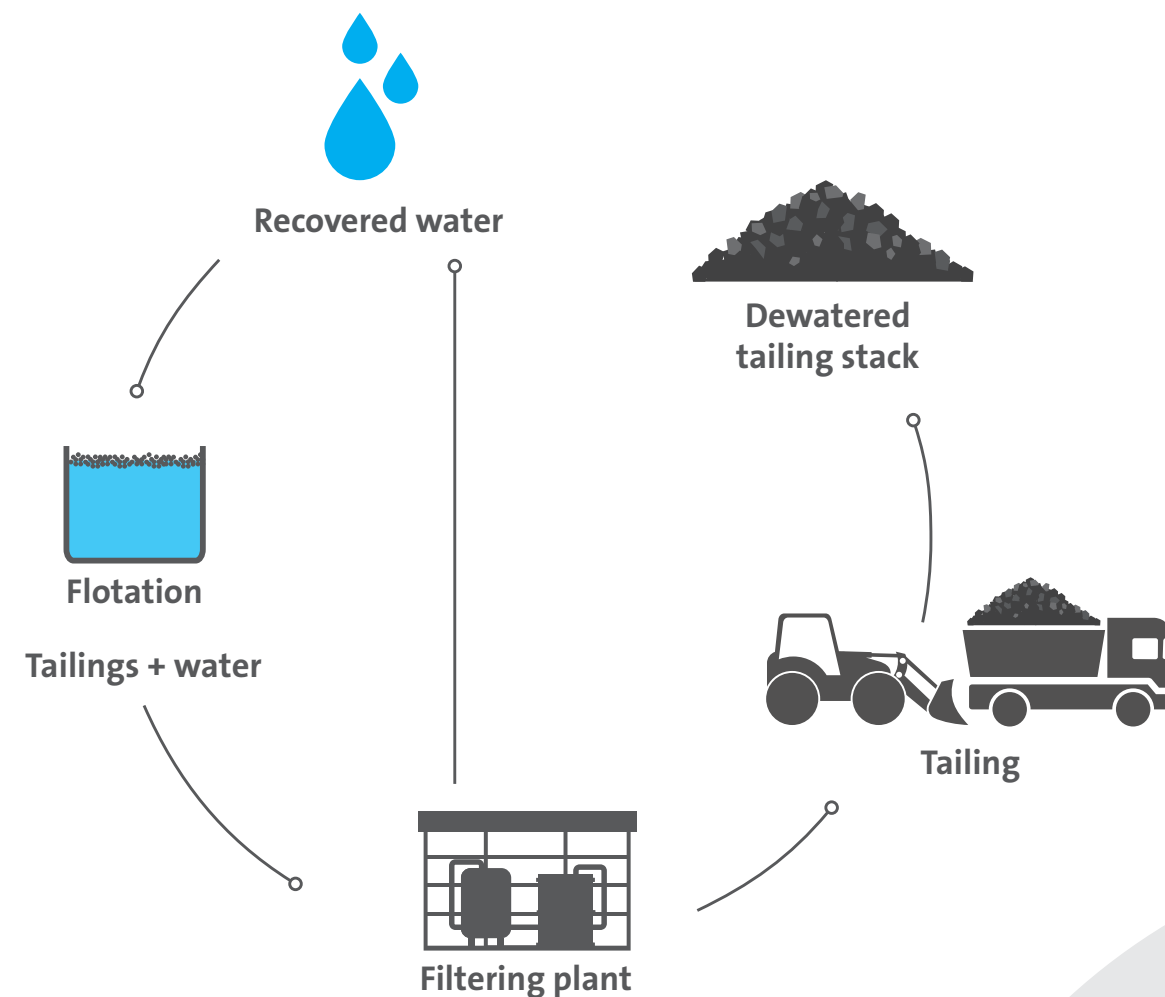 Recovered water
Dewatered
tailing stack
Flotation
Tailings + water
Tailing
Filtering plant